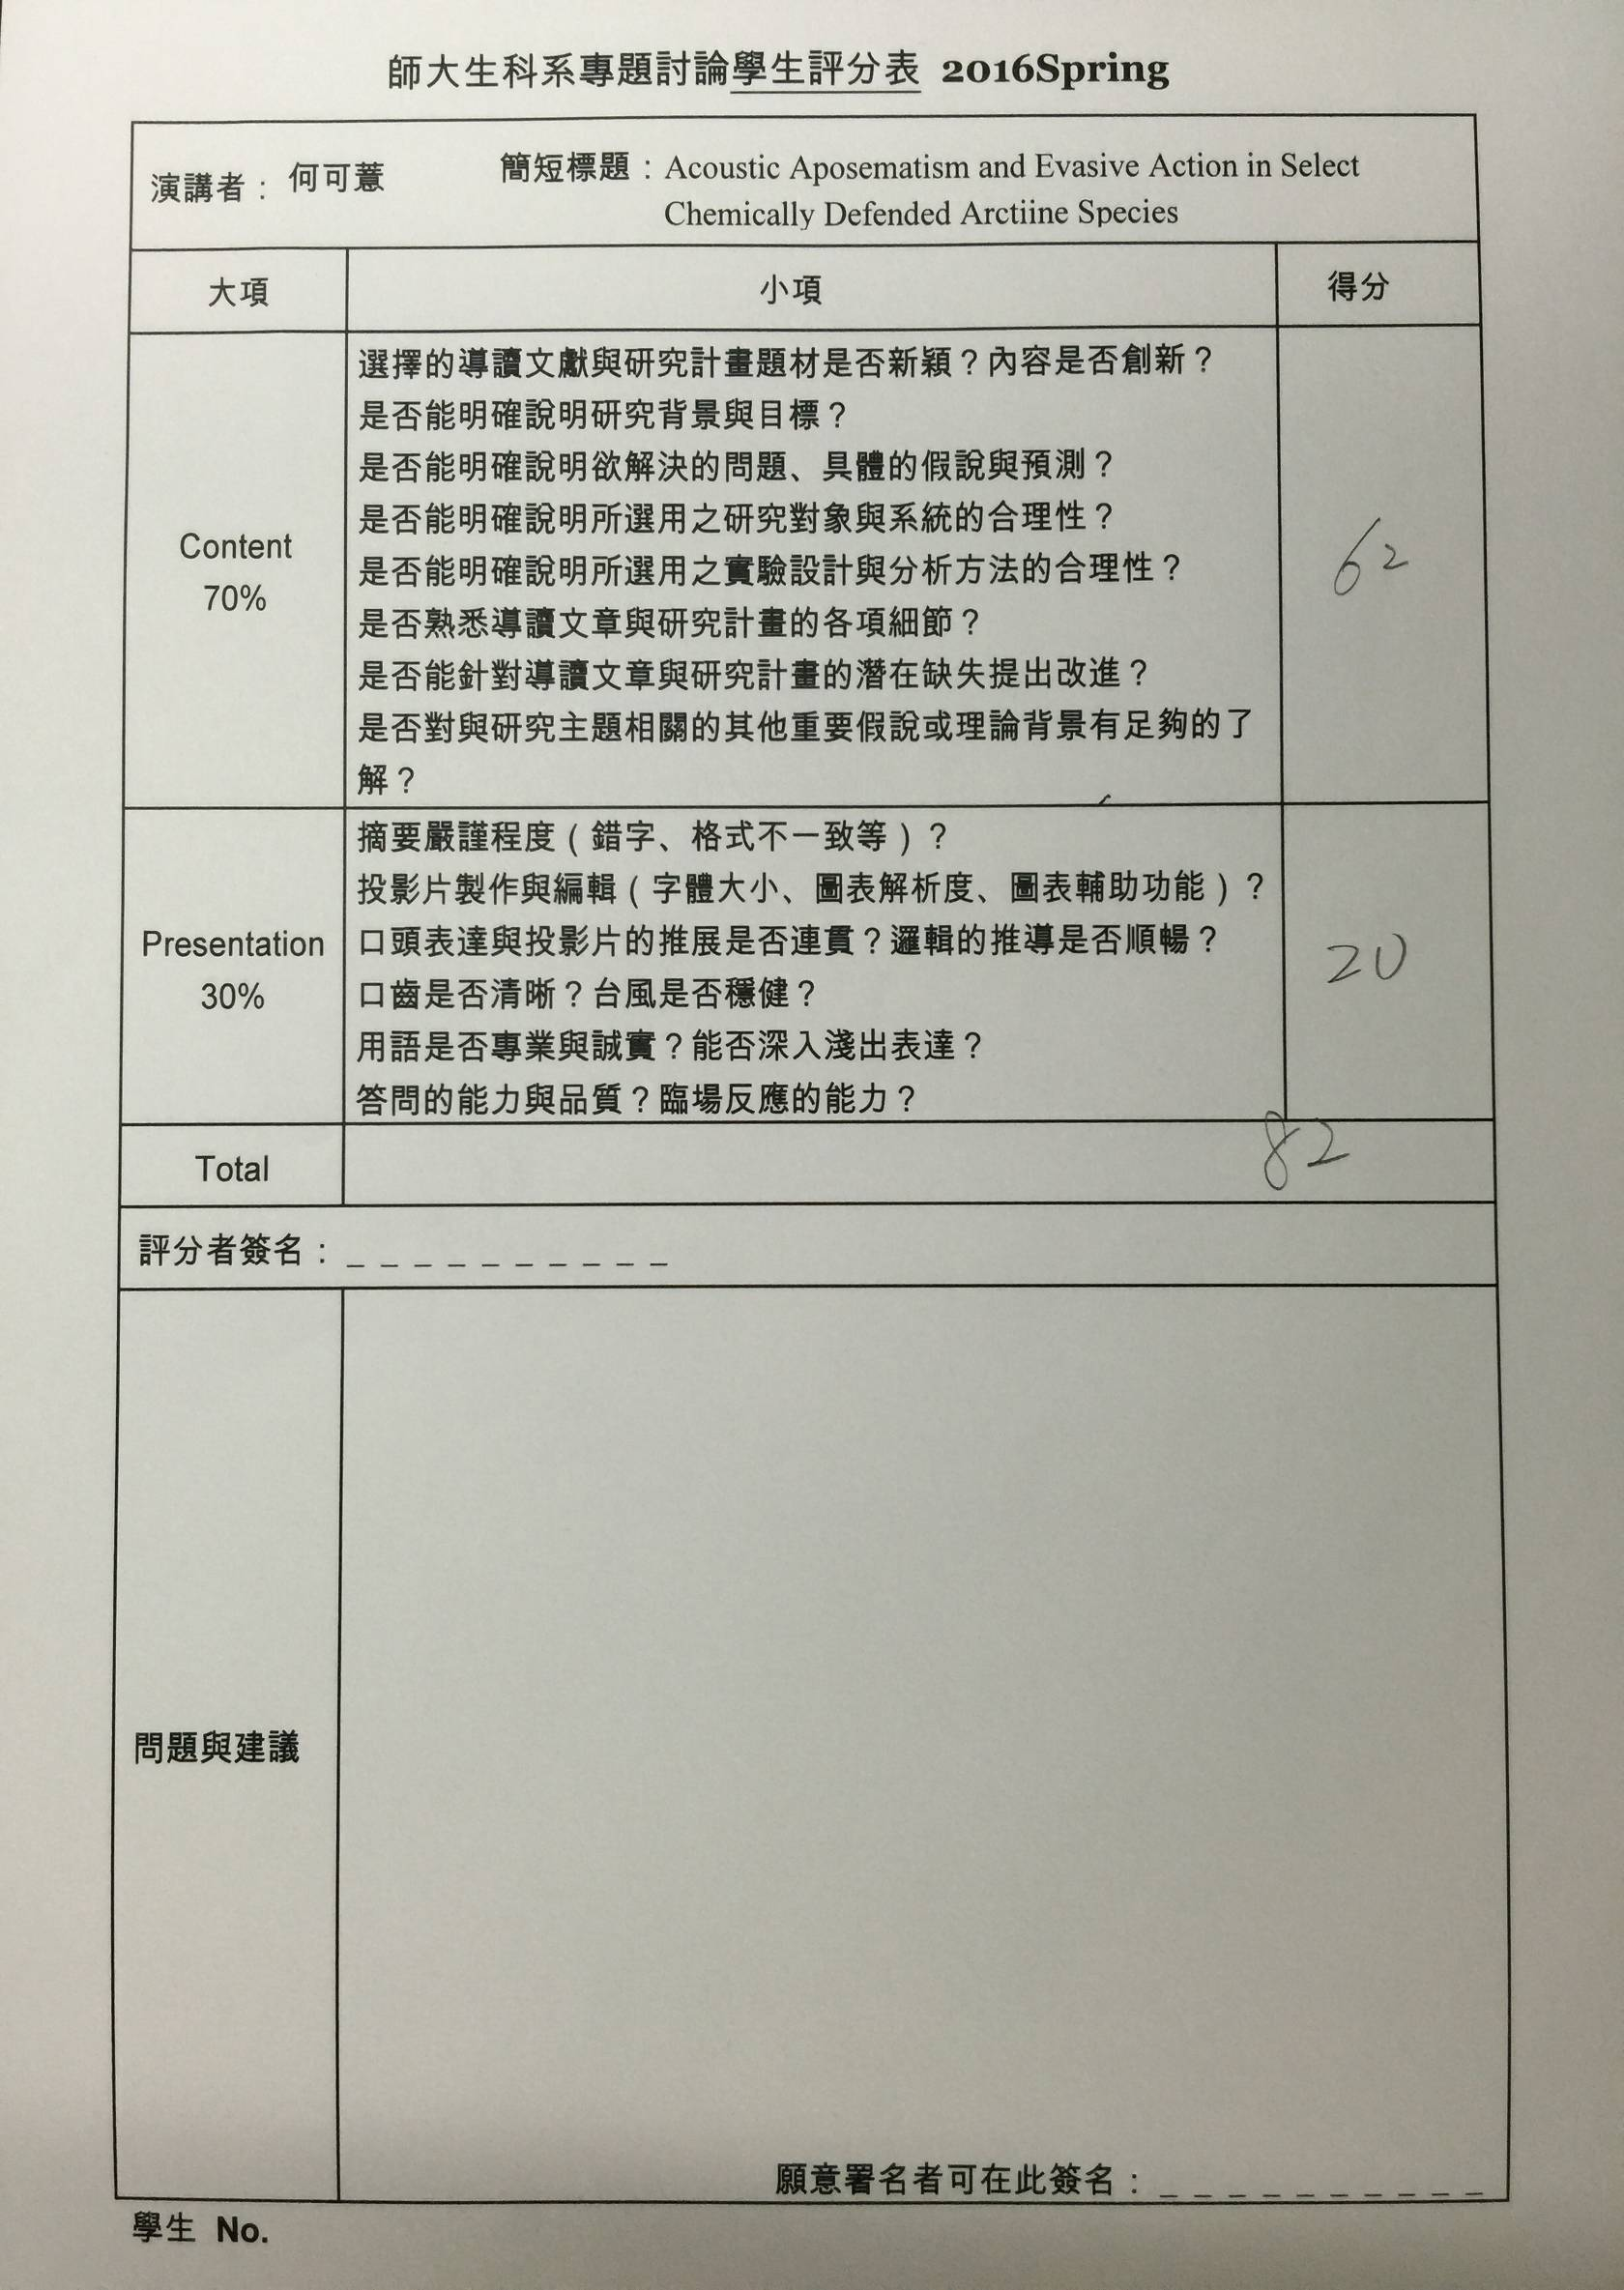 師大生科系專題討論學生評分表 2016Spring
演講者： 何可薏 簡短標題：Acoustic Aposematism and Evasive Action in Select
Chemically Defended Arctiine Species
大項 小項 得分
選擇的導讀文獻與研究計畫題材是否新穎？內容是否創新？
是否能明確說明研究背景與目標？
是否能明確說明欲解決的問題、具體的假說與預測？
是否能明確說明所選用之研究對象與系統的合理性？
Content
70%
是否能明確說明所選用之實驗設計與分析方法的合理性？
是否熟悉導讀文章與研究計畫的各項細節？
是否能針對導讀文章與研究計畫的潛在缺失提出改進？
是否對與研究主題相關的其他重要假說或理論背景有足夠的了
解？
62
摘要嚴謹程度（錯字、格式不一致等）？
投影片製作與編輯（字體大小、圖表解析度、圖表輔助功能）？
Presentation
30%
口頭表達與投影片的推展是否連貫？邏輯的推導是否順暢？
口齒是否清晰？台風是否穩健？
用語是否專業與誠實？能否深入淺出表達？
答問的能力與品質？臨場反應的能力？
20
Total 82
評分者簽名：_ _ _ _ _ _ _ _ _ _
問題與建議
願意署名者可在此簽名：_ _ _ _ _ _ _ _ _ _
學生 No.